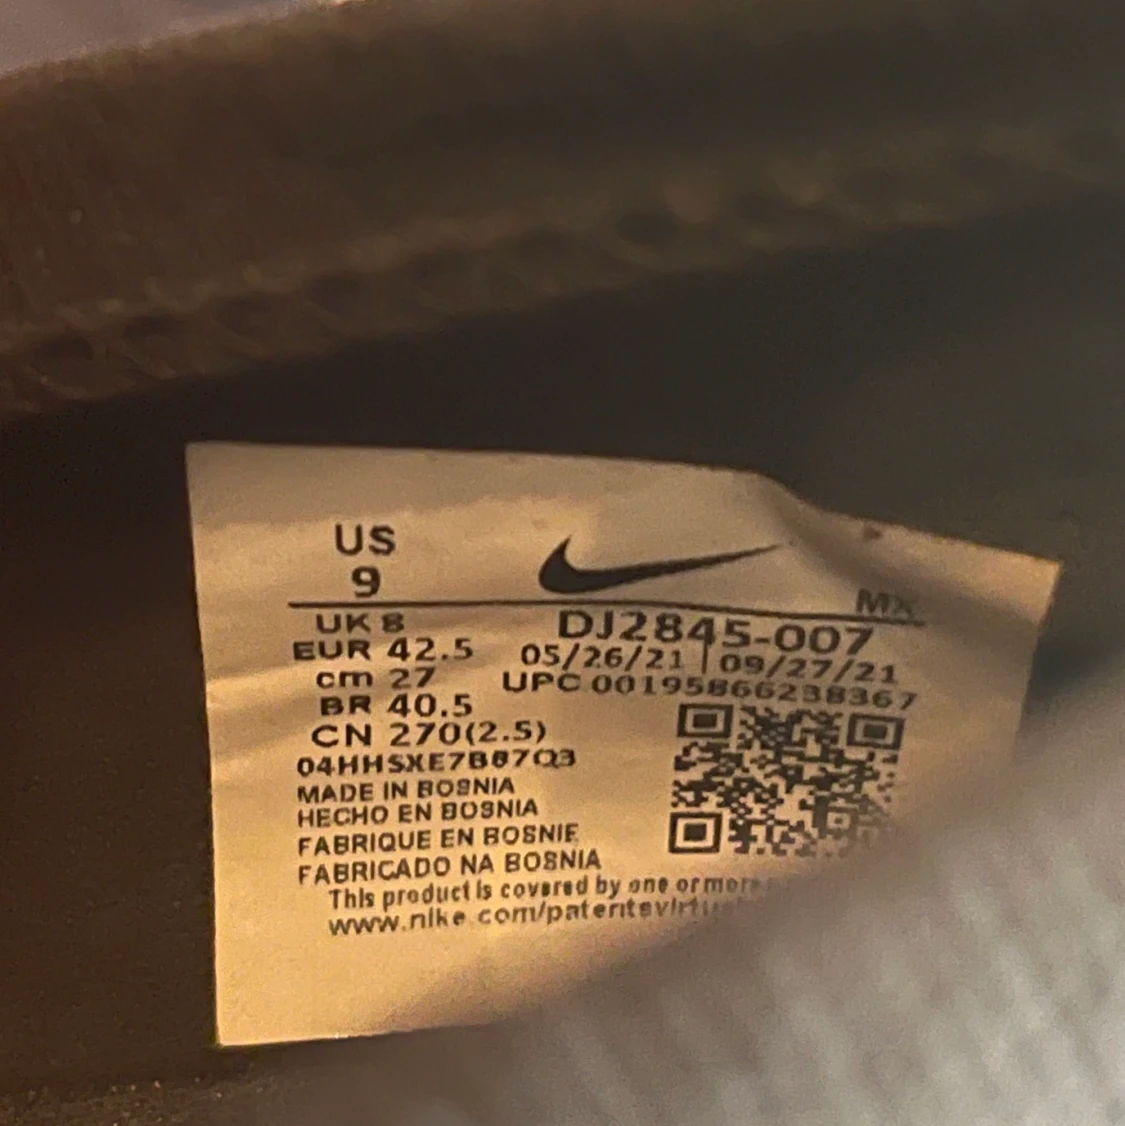 US
9
MX
UK 8
DJ2845-007
EUR 42.5
05/26/21 | 09/27/21
cm 27
UPC 00195866238367
BR 40.5
CN 270(2.5)
04HHSXE7B87Q3
MADE IN BOSNIA
HECHO EN BOSNIA
FABRIQUE EN BOSNIE
FABRICADO NA BOSNIA
This product is covered by one or more
www.nike.com/patents